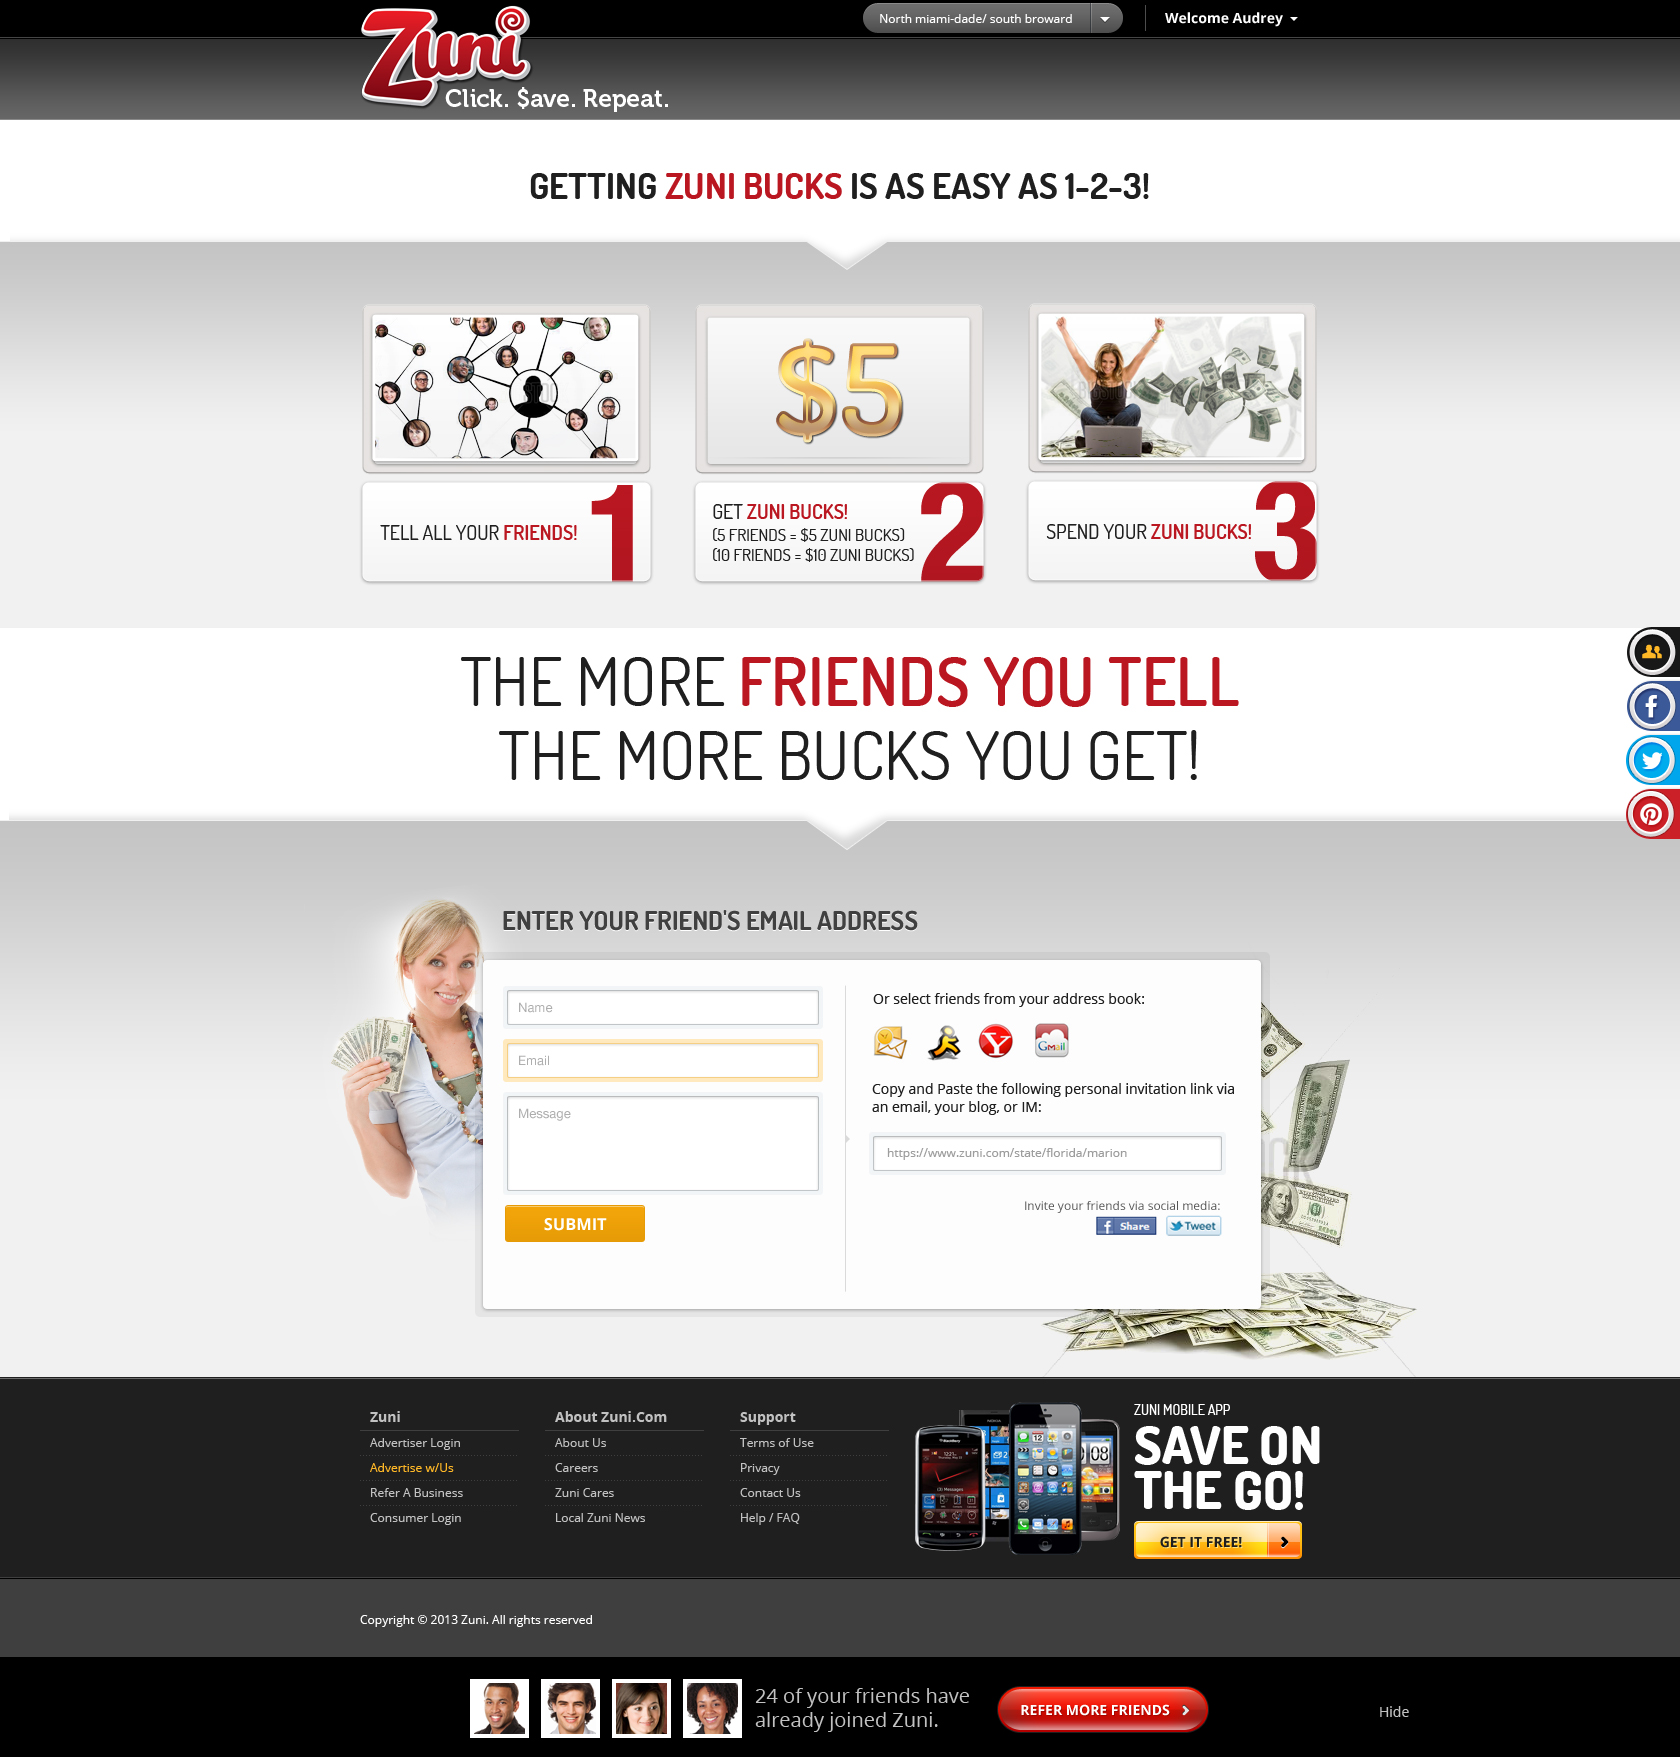 Zuni
Click. $ave. Repeat.
North miami-dade/ south broward
Welcome Audrey
GETTING ZUNI BUCKS IS AS EASY AS 1-2-3!
$5
TELL ALL YOUR FRIENDS!
1
GET ZUNI BUCKS!
(5 FRIENDS = $5 ZUNI BUCKS)
(10 FRIENDS = $10 ZUNI BUCKS)
2
SPEND YOUR ZUNI BUCKS!
3
THE MORE FRIENDS YOU TELL
THE MORE BUCKS YOU GET!
ENTER YOUR FRIEND'S EMAIL ADDRESS
Name
Email
Message
SUBMIT
Or select friends from your address book:
Y
Gmail
Copy and Paste the following personal invitation link via
an email, your blog, or IM:
https://www.zuni.com/state/florida/marion
Invite your friends via social media:
f Share
Tweet
Zuni
Advertiser Login
Advertise w/Us
Refer A Business
Consumer Login
About Zuni.Com
About Us
Careers
Zuni Cares
Local Zuni News
Support
Terms of Use
Privacy
Contact Us
Help / FAQ
ZUNI MOBILE APP
SAVE ON
THE GO!
GET IT FREE!
Copyright © 2013 Zuni. All rights reserved
24 of your friends have
already joined Zuni.
REFER MORE FRIENDS
Hide